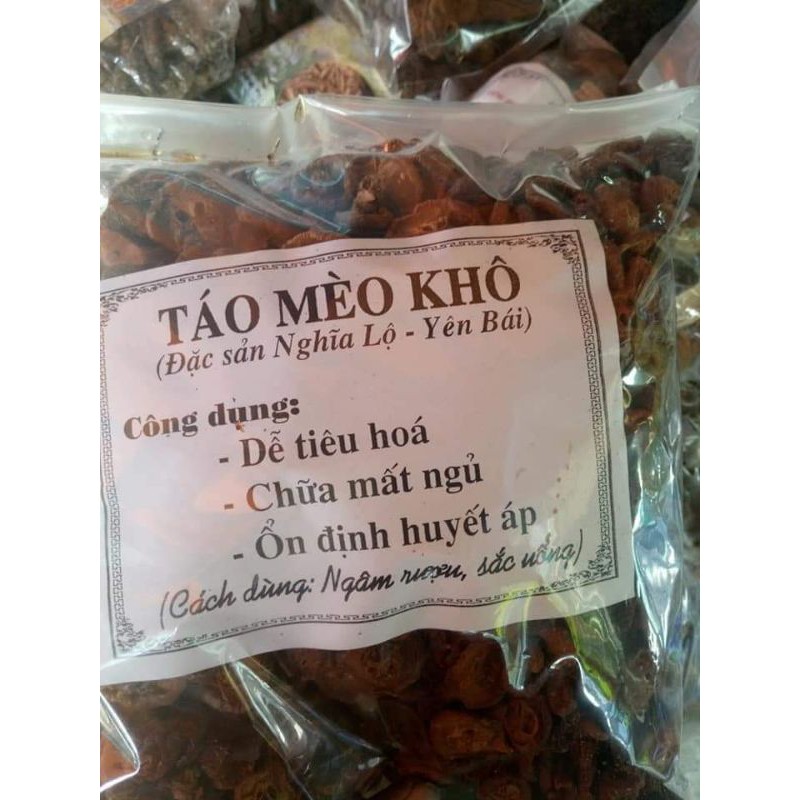 TÁO MÈO KHÔ
(Đặc sản Nghĩa Lộ - Yên Bái)
Công dụng:
- Dễ tiêu hoá
- Chữa mất ngủ
- Ổn định huyết áp
(Cách dùng: Ngâm rượu, sắc uống)